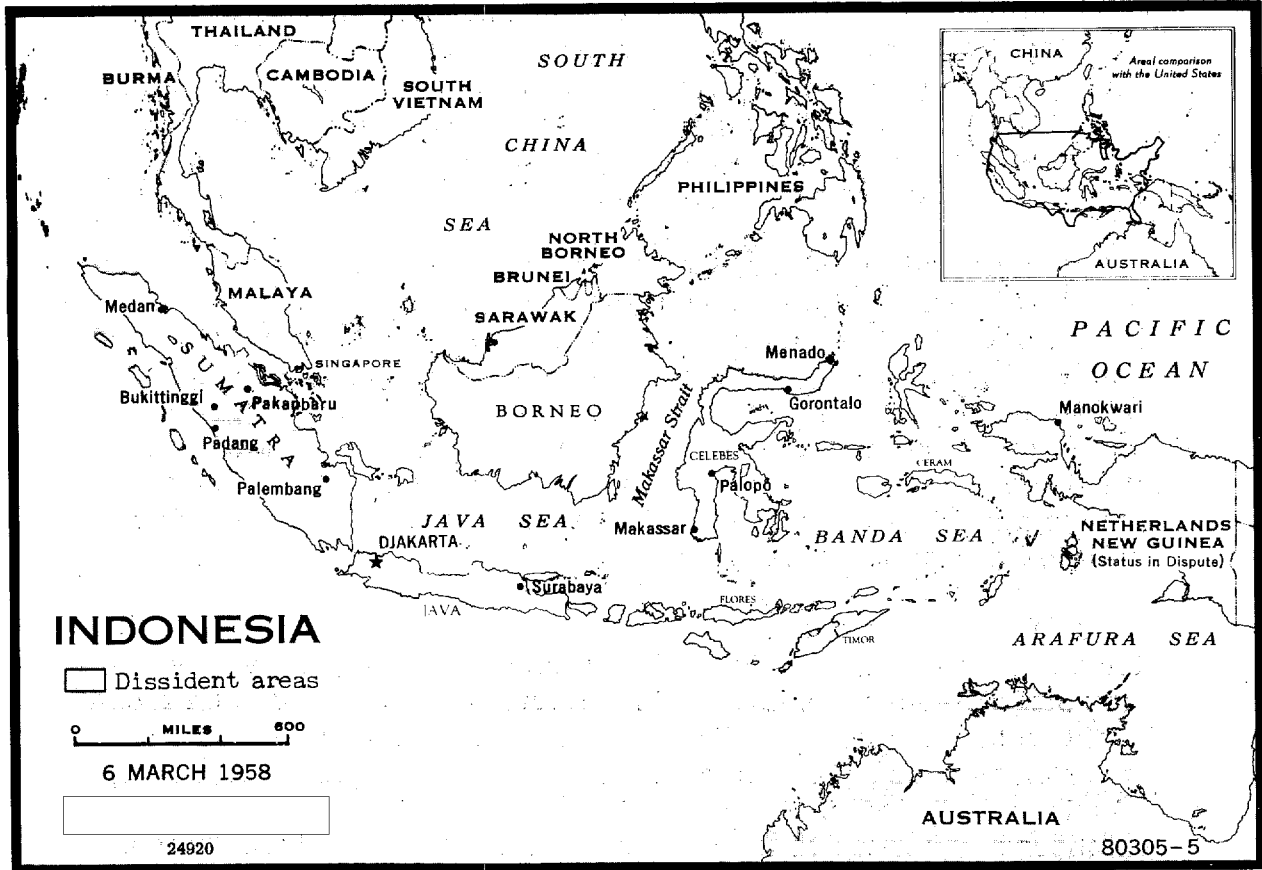 THAILAND
BURMA
CAMBODIA
SOUTH
VIETNAM
SOUTH
CHINA
SEA
PHILIPPINES
CHINA
Areal comparison
with the United States
AUSTRALIA
NORTH
BORNEO
BRUNEI
SARAWAK
MALAYA
Medan
SUMATRA
SINGAPORE
Bukittinggi
Pakanbaru
Padang
Palembang
BORNEO
Makassar Strait
Menado
Gorontalo
PACIFIC
OCEAN
Manokwari
CELEBES
Palopo
CERAM
Makassar
JAVA SEA
BANDA SEA
NETHERLANDS
NEW GUINEA
(Status in Dispute)
DJAKARTA
Surabaya
JAVA
FLORES
TIMOR
ARAFURA SEA
INDONESIA
Dissident areas
0 MILES 600
6 MARCH 1958
24920
AUSTRALIA
80305-5